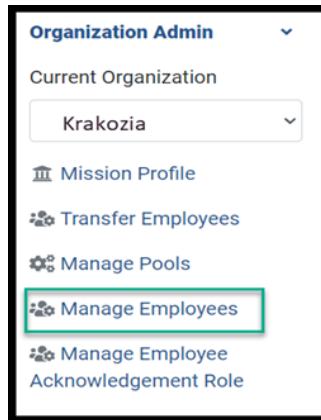 Organization Admin
Current Organization
Krakozia
Mission Profile
Transfer Employees
Manage Pools
Manage Employees
Manage Employee
Acknowledgement Role